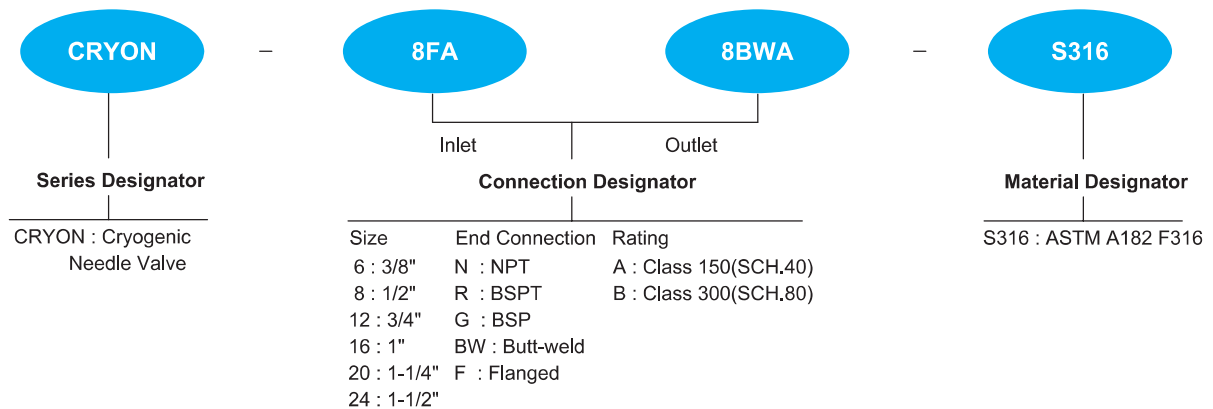 CRYON – 8FA 8BWA – S316
Inlet Outlet
Series Designator Connection Designator Material Designator
CRYON : Cryogenic
Needle Valve
Size End Connection Rating
6 : 3/8" N : NPT A : Class 150(SCH.40)
8 : 1/2" R : BSPT B : Class 300(SCH.80)
12 : 3/4" G : BSP
16 : 1" BW : Butt-weld
20 : 1-1/4" F : Flanged
24 : 1-1/2"
S316 : ASTM A182 F316